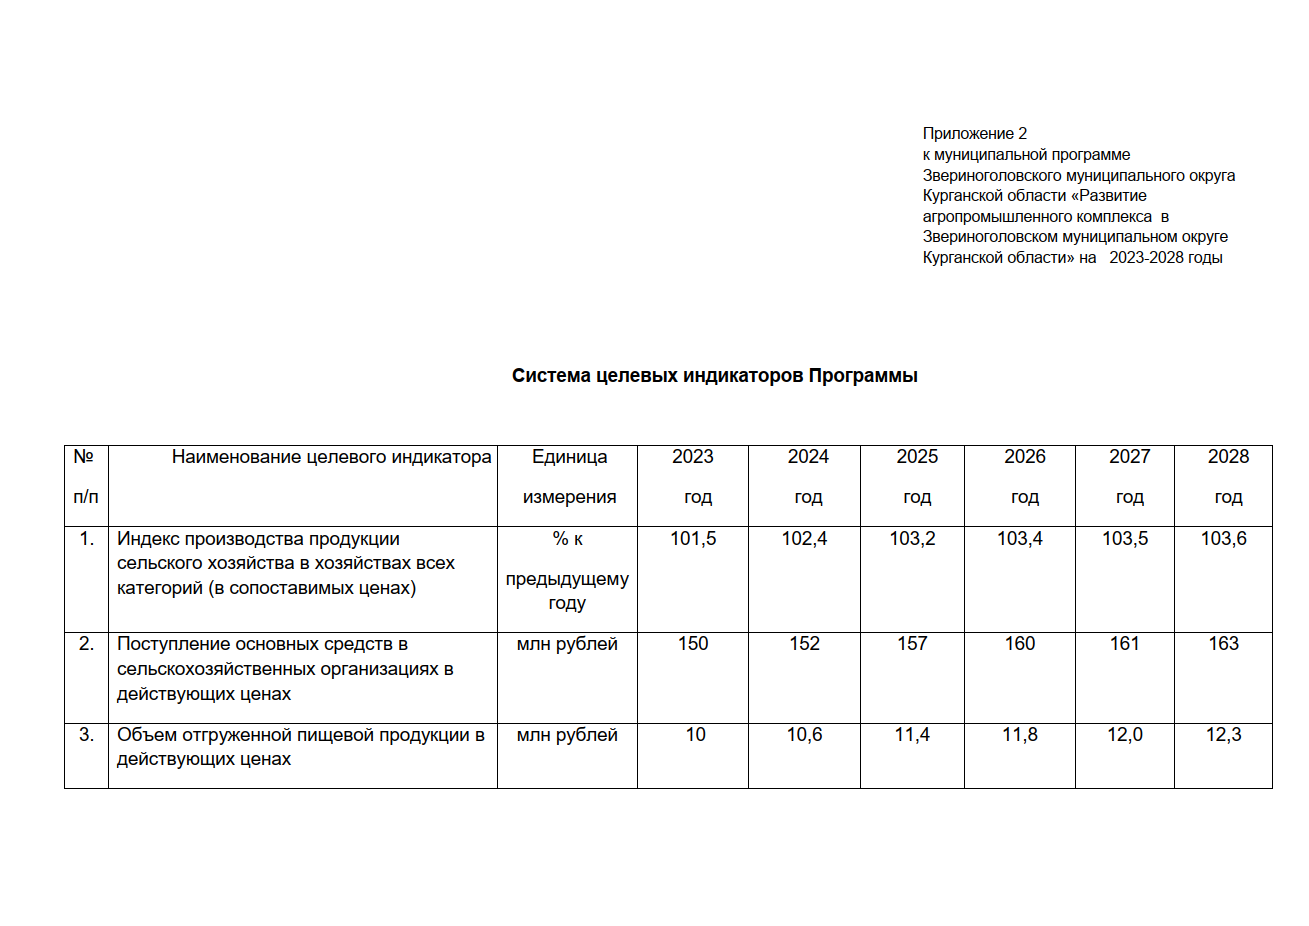 Приложение 2
к муниципальной программе
Звериноголовского муниципального округа
Курганской области «Развитие
агропромышленного комплекса в
Звериноголовском муниципальном округе
Курганской области» на 2023-2028 годы
Система целевых индикаторов Программы
№ Наименование целевого индикатора Единица 2023 2024 2025 2026 2027 2028
п/п измерения год год год год год год
1. Индекс производства продукции % к 101,5 102,4 103,2 103,4 103,5 103,6
сельского хозяйства в хозяйствах всех
предыдущему
категорий (в сопоставимых ценах)
году
2. Поступление основных средств в млн рублей 150 152 157 160 161 163
сельскохозяйственных организациях в
действующих ценах
3. Объем отгруженной пищевой продукции в млн рублей 10 10,6 11,4 11,8 12,0 12,3
действующих ценах